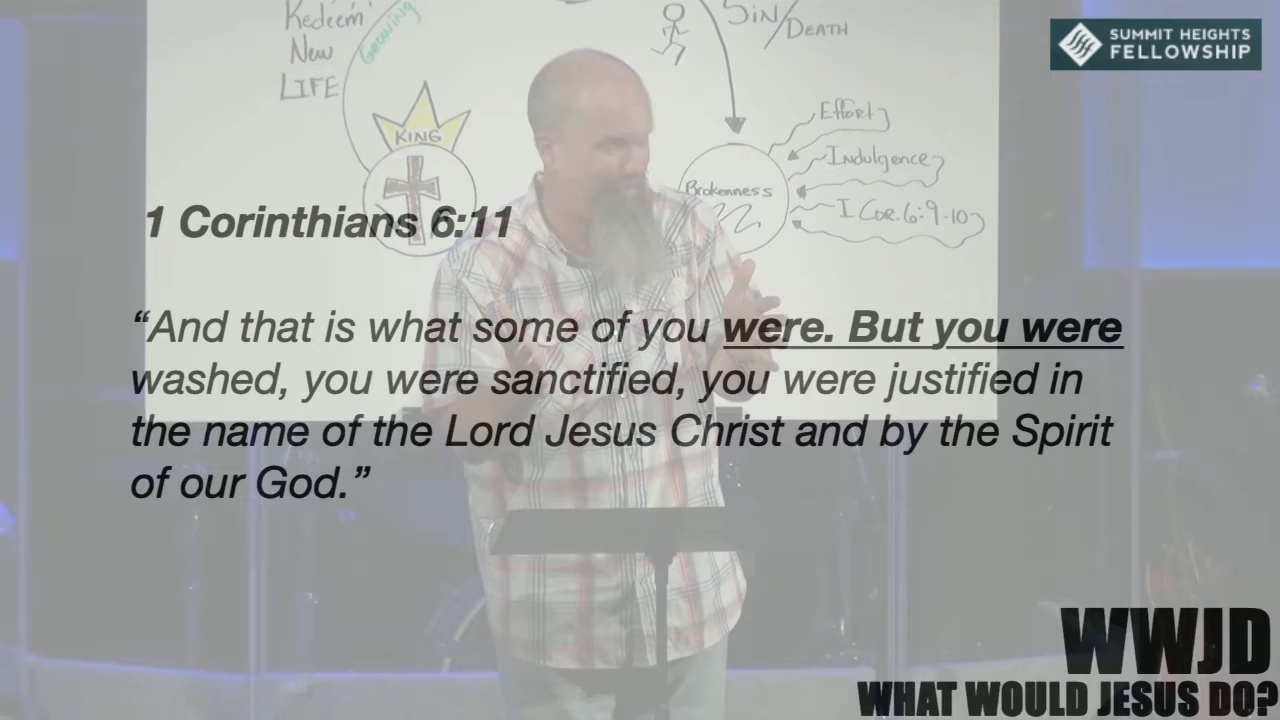 Redeem
New
LIFE
GROWING
SIN/
DEATH
SUMMIT HEIGHTS
FELLOWSHIP
KING
Effort
Indulgence
Brokenness
I COR. 6:9-10
1 Corinthians 6:11
“And that is what some of you were. But you were
washed, you were sanctified, you were justified in
the name of the Lord Jesus Christ and by the Spirit
of our God.”
WWJD
WHAT WOULD JESUS DO?